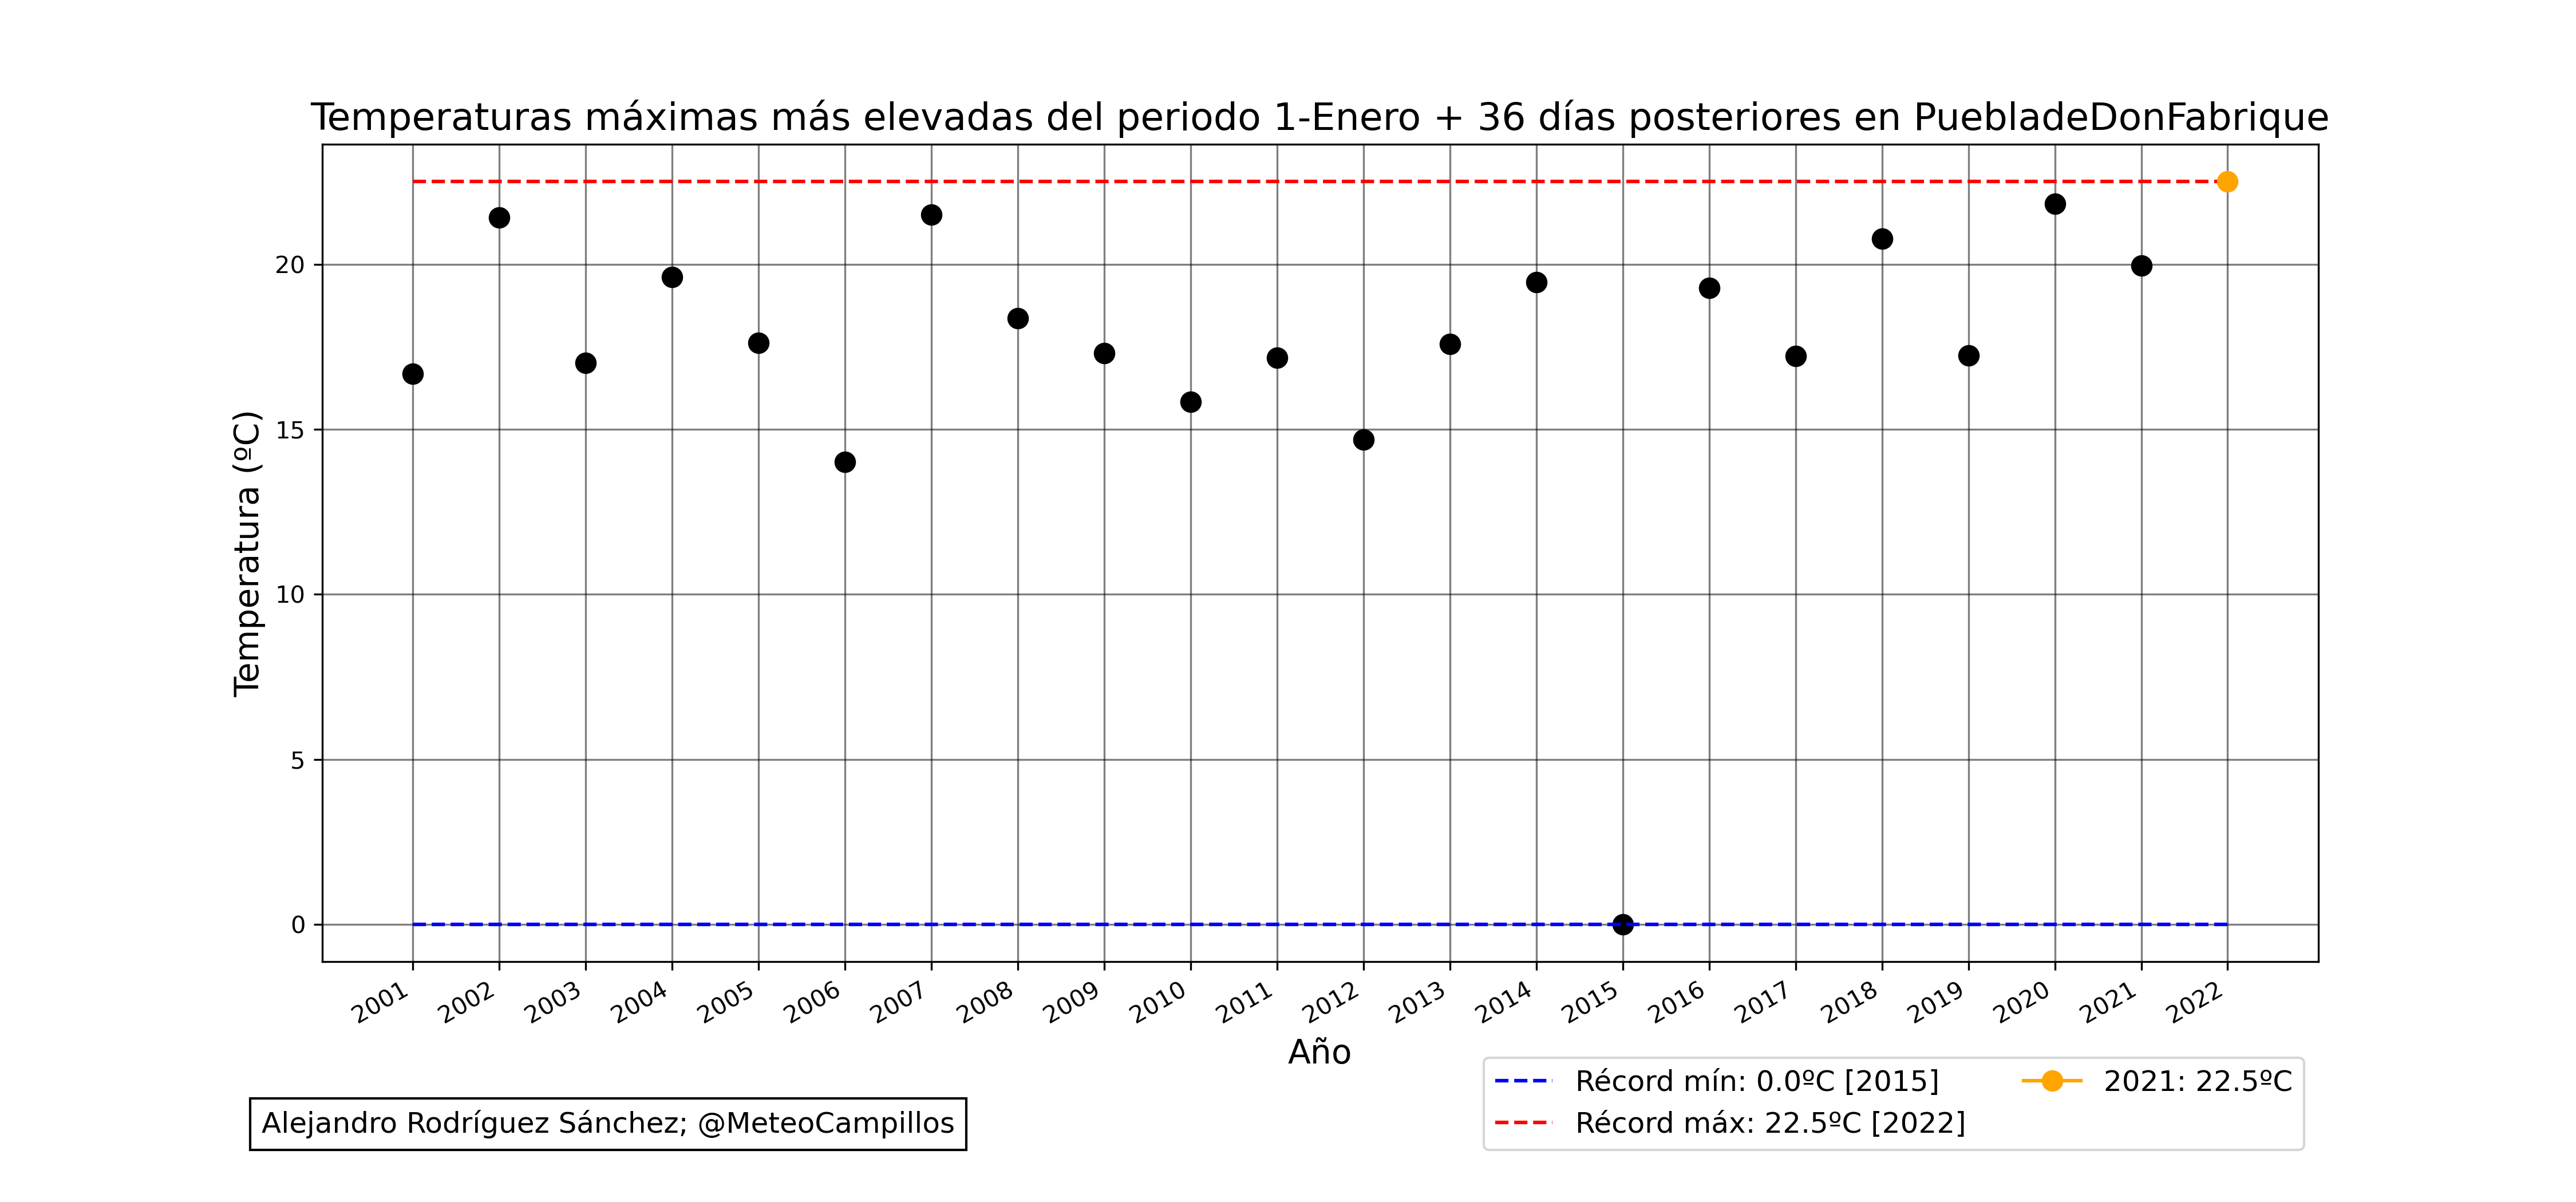 Temperaturas máximas más elevadas del periodo 1-Enero + 36 días posteriores en PuebladeDonFabrique
Temperatura (ºC)
20
15
10
5
0
2001 2002 2003 2004 2005 2006 2007 2008 2009 2010 2011 2012 2013 2014 2015 2016 2017 2018 2019 2020 2021 2022
Año
Récord mín: 0.0ºC [2015]
Récord máx: 22.5ºC [2022]
2021: 22.5ºC
Alejandro Rodríguez Sánchez; @MeteoCampillos